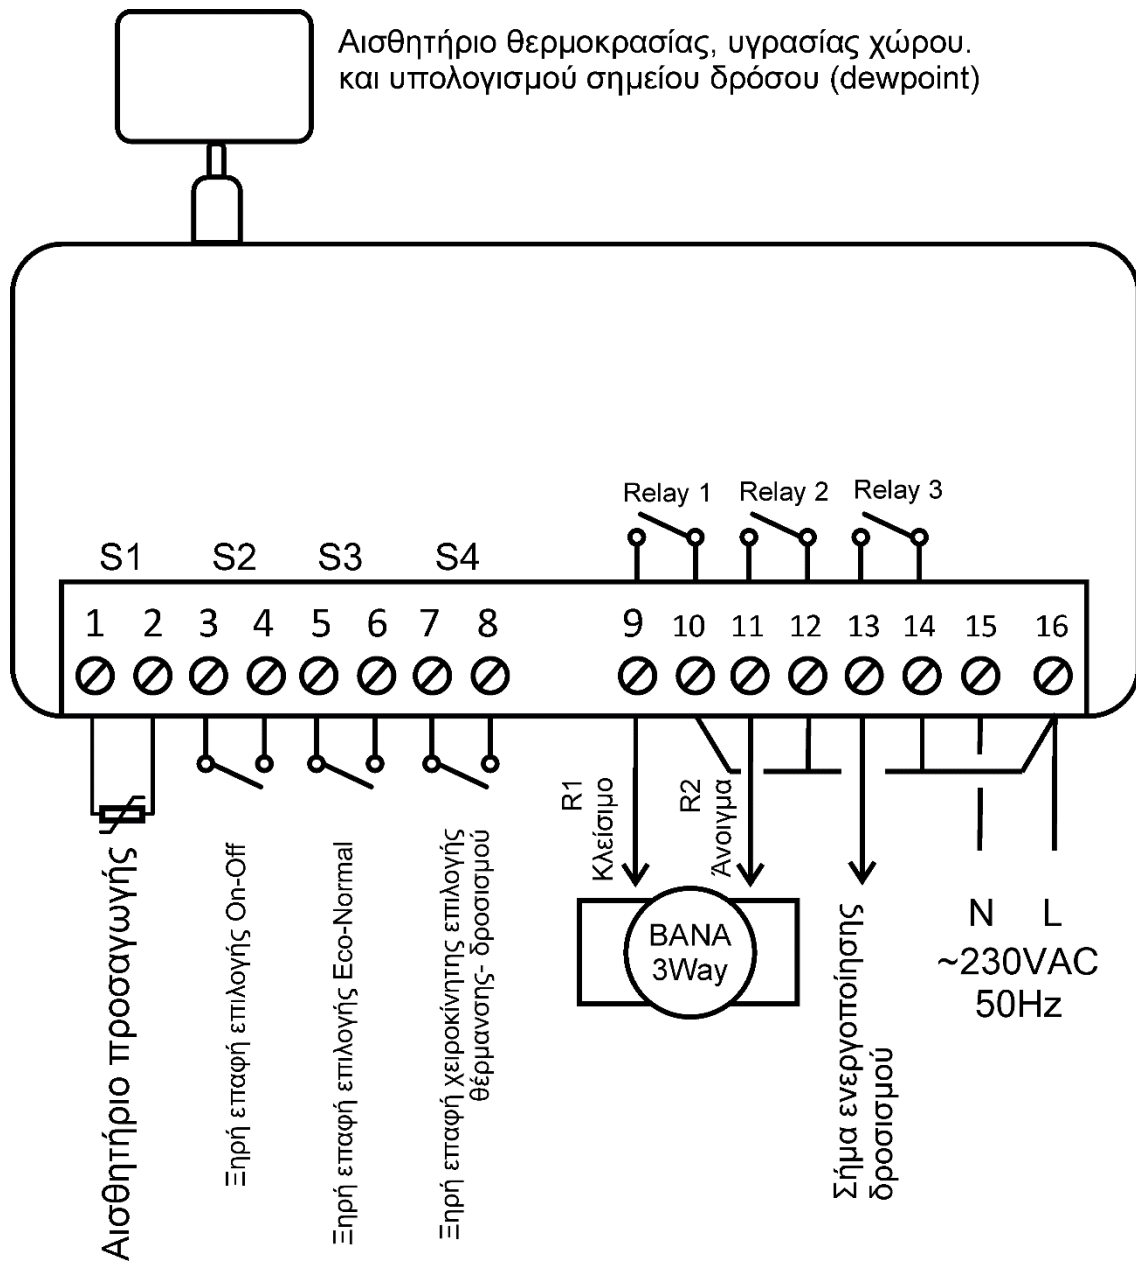 Αισθητήριο θερμοκρασίας, υγρασίας χώρου.
και υπολογισμού σημείου δρόσου (dewpoint)
Relay 1 Relay 2 Relay 3
S1 S2 S3 S4
1 2 3 4 5 6 7 8 9 10 11 12 13 14 15 16
Αισθητήριο προσαγωγής
Ξηρή επαφή επιλογής On-Off
Ξηρή επαφή επιλογής Eco-Normal
Ξηρή επαφή χειροκίνητης επιλογής
θέρμανσης- δροσισμού
R1
Κλείσιμο
R2
Άνοιγμα
ΒΑΝΑ
3Way
Σήμα ενεργοποίησης
δροσισμού
N L
~230VAC
50Hz